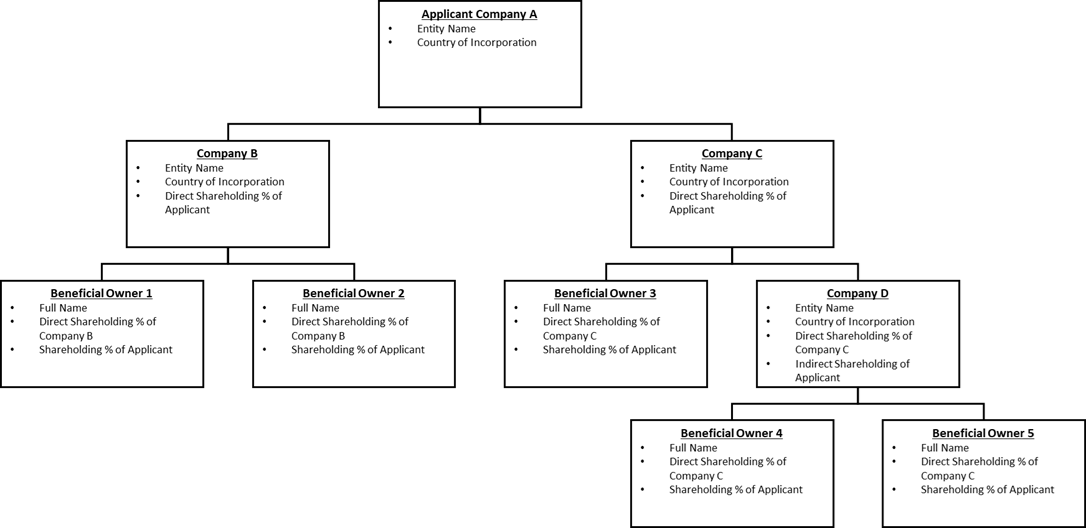 Applicant Company A
• Entity Name
• Country of Incorporation
Company B
• Entity Name
• Country of Incorporation
• Direct Shareholding % of
Applicant
Company C
• Entity Name
• Country of Incorporation
• Direct Shareholding % of
Applicant
Beneficial Owner 1
• Full Name
• Direct Shareholding % of
Company B
• Shareholding % of Applicant
Beneficial Owner 2
• Full Name
• Direct Shareholding % of
Company B
• Shareholding % of Applicant
Beneficial Owner 3
• Full Name
• Direct Shareholding % of
Company C
• Shareholding % of Applicant
Company D
• Entity Name
• Country of Incorporation
• Direct Shareholding % of
Company C
• Indirect Shareholding of
Applicant
Beneficial Owner 4
• Full Name
• Direct Shareholding % of
Company C
• Shareholding % of Applicant
Beneficial Owner 5
• Full Name
• Direct Shareholding % of
Company C
• Shareholding % of Applicant